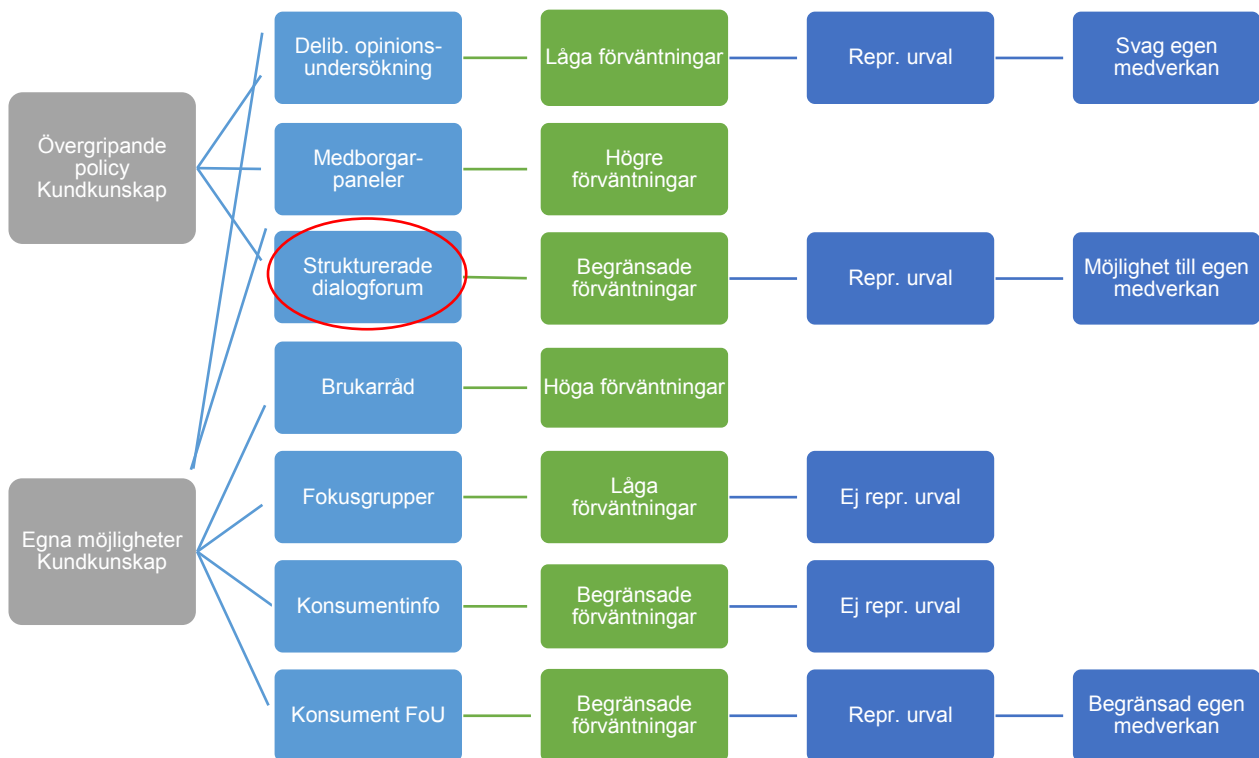 Övergripande
policy
Kundkunskap
Egna möjligheter
Kundkunskap
Delib. opinions-
undersökning
Låga förväntningar
Repr. urval
Svag egen
medverkan
Medborgar-
paneler
Högre
förväntningar
Strukturerade
dialogforum
Begränsade
förväntningar
Repr. urval
Möjlighet till egen
medverkan
Brukarråd
Höga förväntningar
Fokusgrupper
Låga
förväntningar
Ej repr. urval
Konsumentinfo
Begränsade
förväntningar
Ej repr. urval
Konsument FoU
Begränsade
förväntningar
Repr. urval
Begränsad egen
medverkan